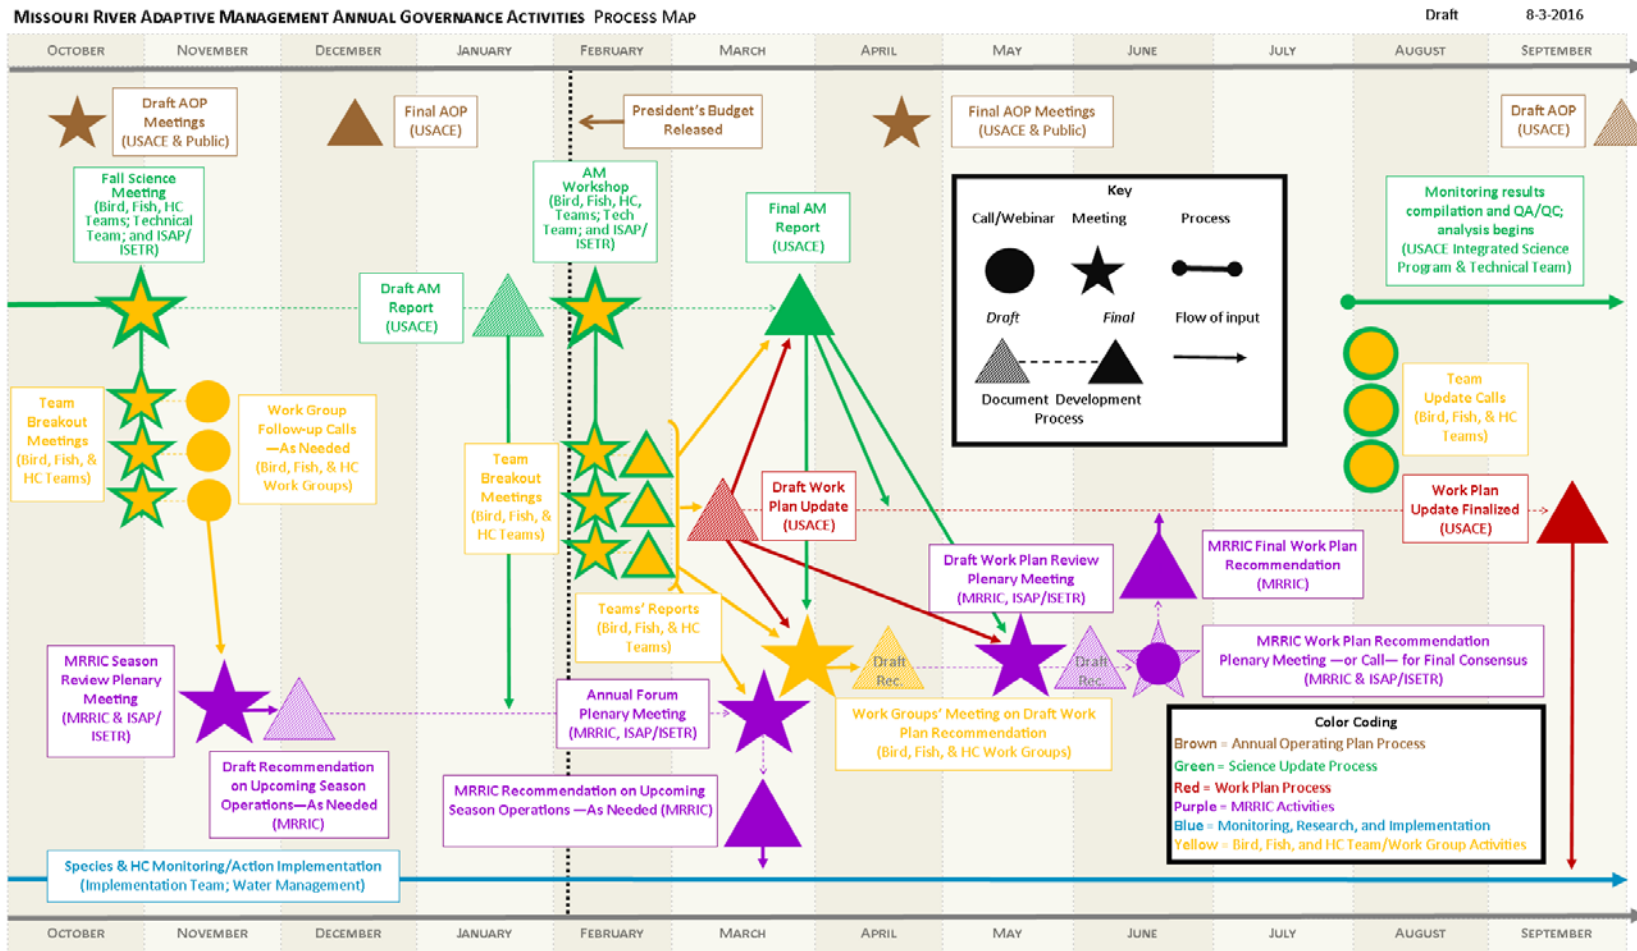 MISSOURI RIVER ADAPTIVE MANAGEMENT ANNUAL GOVERNANCE ACTIVITIES PROCESS MAP
Draft 8-3-2016
OCTOBER NOVEMBER DECEMBER JANUARY FEBRUARY MARCH APRIL MAY JUNE JULY AUGUST SEPTEMBER
Draft AOP
Meetings
(USACE & Public)
Final AOP
(USACE)
President's Budget
Released
Final AOP Meetings
(USACE & Public)
Draft AOP
(USACE)
Fall Science
Meeting
(Bird, Fish, HC
Teams; Technical
Team; and ISAP/
ISETR)
Draft AM
Report
(USACE)
AM
Workshop
(Bird, Fish, HC,
Teams; Tech
Team; and ISAP/
ISETR)
Final AM
Report
(USACE)
Key
Call/Webinar Meeting Process
Draft Final Flow of input
Document Development
Process
Monitoring results
compilation and QA/QC;
analysis begins
(USACE Integrated Science
Program & Technical Team)
Team
Breakout
Meetings
(Bird, Fish, &
HC Teams)
Work Group
Follow-up Calls
—As Needed
(Bird, Fish, & HC
Work Groups)
Team
Breakout
Meetings
(Bird, Fish, &
HC Teams)
Team
Update Calls
(Bird, Fish, & HC
Teams)
Draft Work
Plan Update
(USACE)
Work Plan
Update Finalized
(USACE)
Teams' Reports
(Bird, Fish, & HC
Teams)
Draft Work Plan Review
Plenary Meeting
(MRRIC, ISAP/ISETR)
MRRIC Final Work Plan
Recommendation
(MRRIC)
MRRIC Season
Review Plenary
Meeting
(MRRIC & ISAP/
ISETR)
Draft
Rec.
Draft
Rec.
MRRIC Work Plan Recommendation
Plenary Meeting —or Call— for Final Consensus
(MRRIC & ISAP/ISETR)
Annual Forum
Plenary Meeting
(MRRIC, ISAP/ISETR)
Work Groups' Meeting on Draft Work
Plan Recommendation
(Bird, Fish, & HC Work Groups)
Draft Recommendation
on Upcoming Season
Operations—As Needed
(MRRIC)
MRRIC Recommendation on Upcoming
Season Operations —As Needed (MRRIC)
Color Coding
Brown = Annual Operating Plan Process
Green = Science Update Process
Red = Work Plan Process
Purple = MRRIC Activities
Blue = Monitoring, Research, and Implementation
Yellow = Bird, Fish, and HC Team/Work Group Activities
Species & HC Monitoring/Action Implementation
(Implementation Team; Water Management)
OCTOBER NOVEMBER DECEMBER JANUARY FEBRUARY MARCH APRIL MAY JUNE JULY AUGUST SEPTEMBER